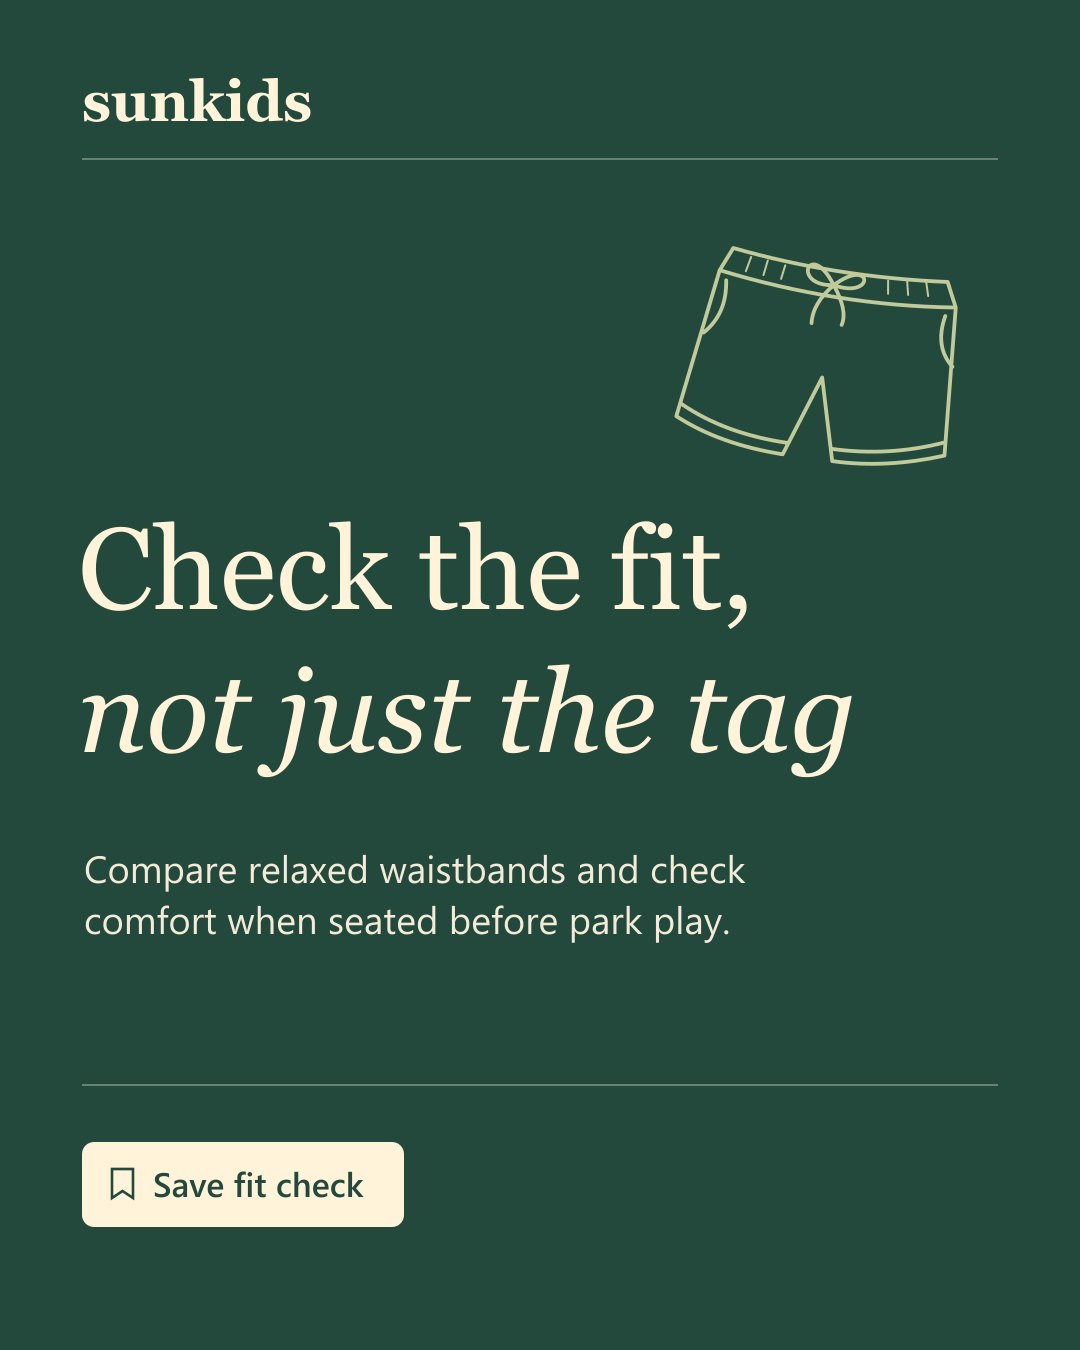 sunkids
Check the fit,
not just the tag
Compare relaxed waistbands and check
comfort when seated before park play.
Save fit check